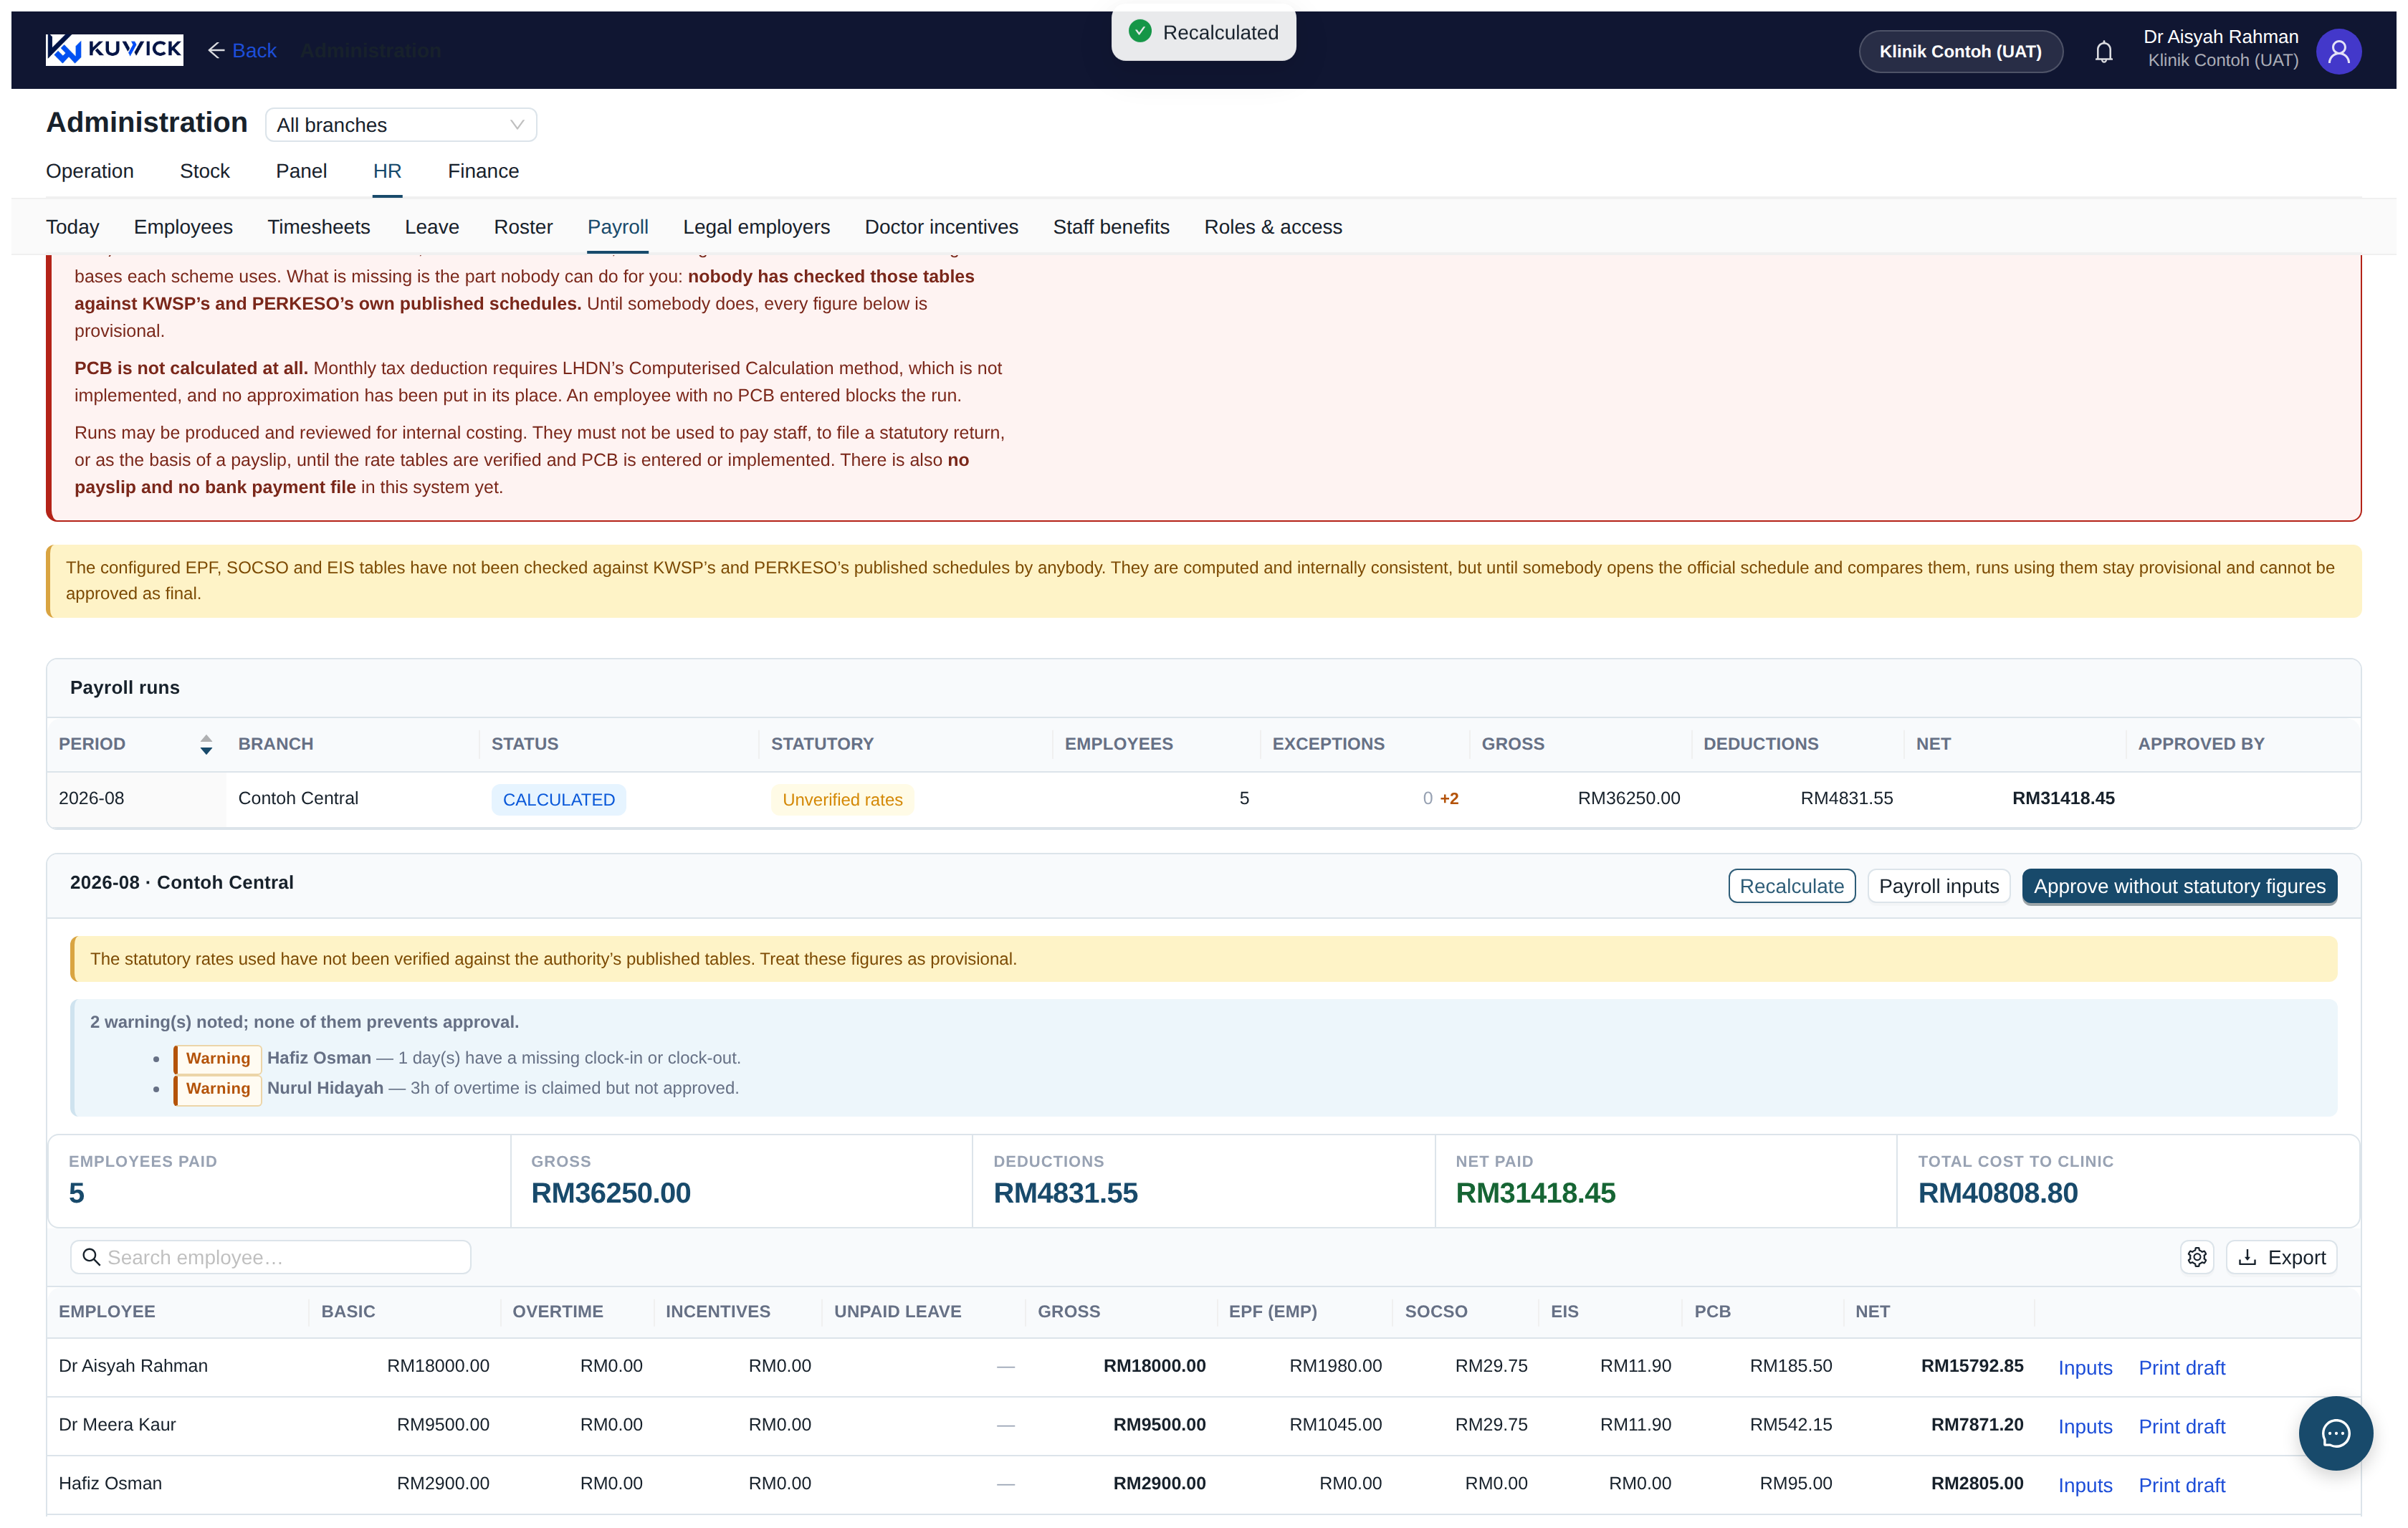 KUWICK
Back
Administration
Recalculated
Klinik Contoh (UAT)
Dr Aisyah Rahman
Klinik Contoh (UAT)
Administration
All branches
Operation Stock Panel HR Finance
Today Employees Timesheets Leave Roster Payroll Legal employers Doctor incentives Staff benefits Roles & access
bases each scheme uses. What is missing is the part nobody can do for you: nobody has checked those tables
against KWSP’s and PERKESO’s own published schedules. Until somebody does, every figure below is
provisional.
PCB is not calculated at all. Monthly tax deduction requires LHDN’s Computerised Calculation method, which is not
implemented, and no approximation has been put in its place. An employee with no PCB entered blocks the run.
Runs may be produced and reviewed for internal costing. They must not be used to pay staff, to file a statutory return,
or as the basis of a payslip, until the rate tables are verified and PCB is entered or implemented. There is also no
payslip and no bank payment file in this system yet.
The configured EPF, SOCSO and EIS tables have not been checked against KWSP’s and PERKESO’s published schedules by anybody. They are computed and internally consistent, but until somebody opens the official schedule and compares them, runs using them stay provisional and cannot be
approved as final.
Payroll runs
PERIOD BRANCH STATUS STATUTORY EMPLOYEES EXCEPTIONS GROSS DEDUCTIONS NET APPROVED BY
2026-08 Contoh Central CALCULATED Unverified rates 5 0 +2 RM36250.00 RM4831.55 RM31418.45
2026-08 · Contoh Central
Recalculate Payroll inputs Approve without statutory figures
The statutory rates used have not been verified against the authority’s published tables. Treat these figures as provisional.
2 warning(s) noted; none of them prevents approval.
• Warning Hafiz Osman — 1 day(s) have a missing clock-in or clock-out.
• Warning Nurul Hidayah — 3h of overtime is claimed but not approved.
EMPLOYEES PAID GROSS DEDUCTIONS NET PAID TOTAL COST TO CLINIC
5 RM36250.00 RM4831.55 RM31418.45 RM40808.80
Search employee…
Export
EMPLOYEE BASIC OVERTIME INCENTIVES UNPAID LEAVE GROSS EPF (EMP) SOCSO EIS PCB NET
Dr Aisyah Rahman RM18000.00 RM0.00 RM0.00 — RM18000.00 RM1980.00 RM29.75 RM11.90 RM185.50 RM15792.85 Inputs Print draft
Dr Meera Kaur RM9500.00 RM0.00 RM0.00 — RM9500.00 RM1045.00 RM29.75 RM11.90 RM542.15 RM7871.20 Inputs Print draft
Hafiz Osman RM2900.00 RM0.00 RM0.00 — RM2900.00 RM0.00 RM0.00 RM0.00 RM95.00 RM2805.00 Inputs Print draft